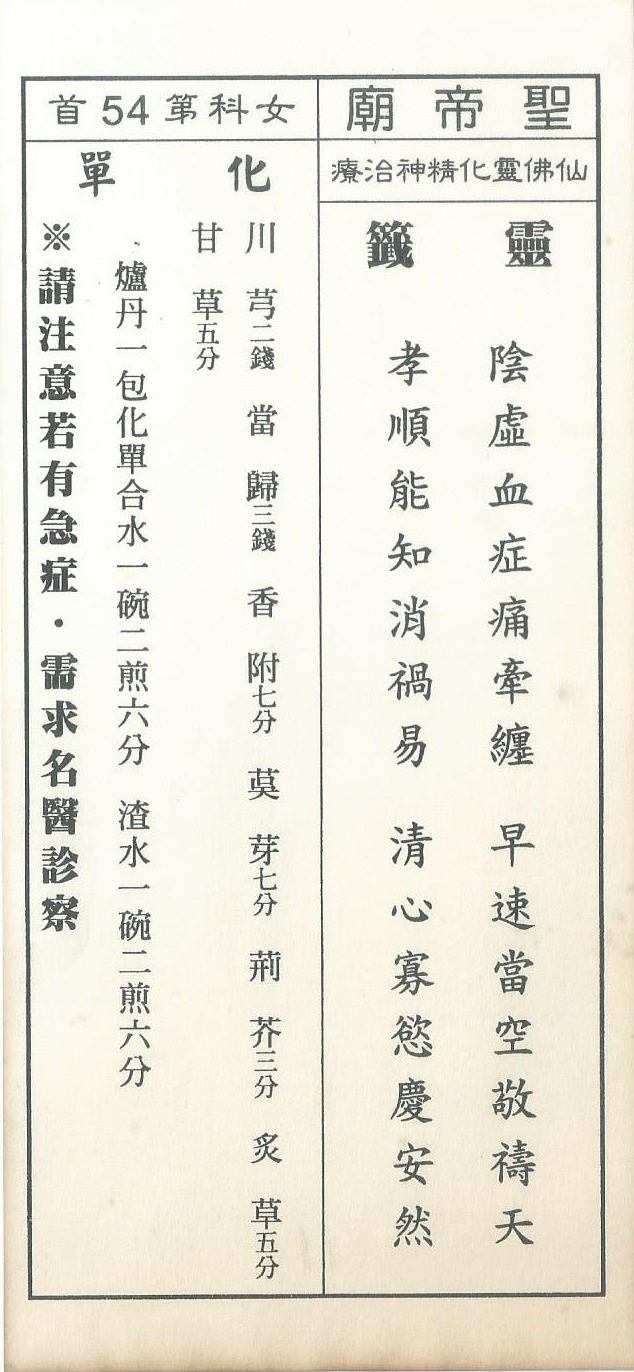 聖帝廟
仙佛靈化精神治療
靈籤
陰虛血症痛牽纏 早速當空敬禱天
孝順能知消禍易 清心寡慾慶安然
女科第54首
化單
川芎二錢 當歸三錢 香附七分 莫芽七分 荊芥三分 炙草五分
甘草五分
爐丹一包化單合水一碗二煎六分 渣水一碗二煎六分
※請注意若有急症・需求名醫診察